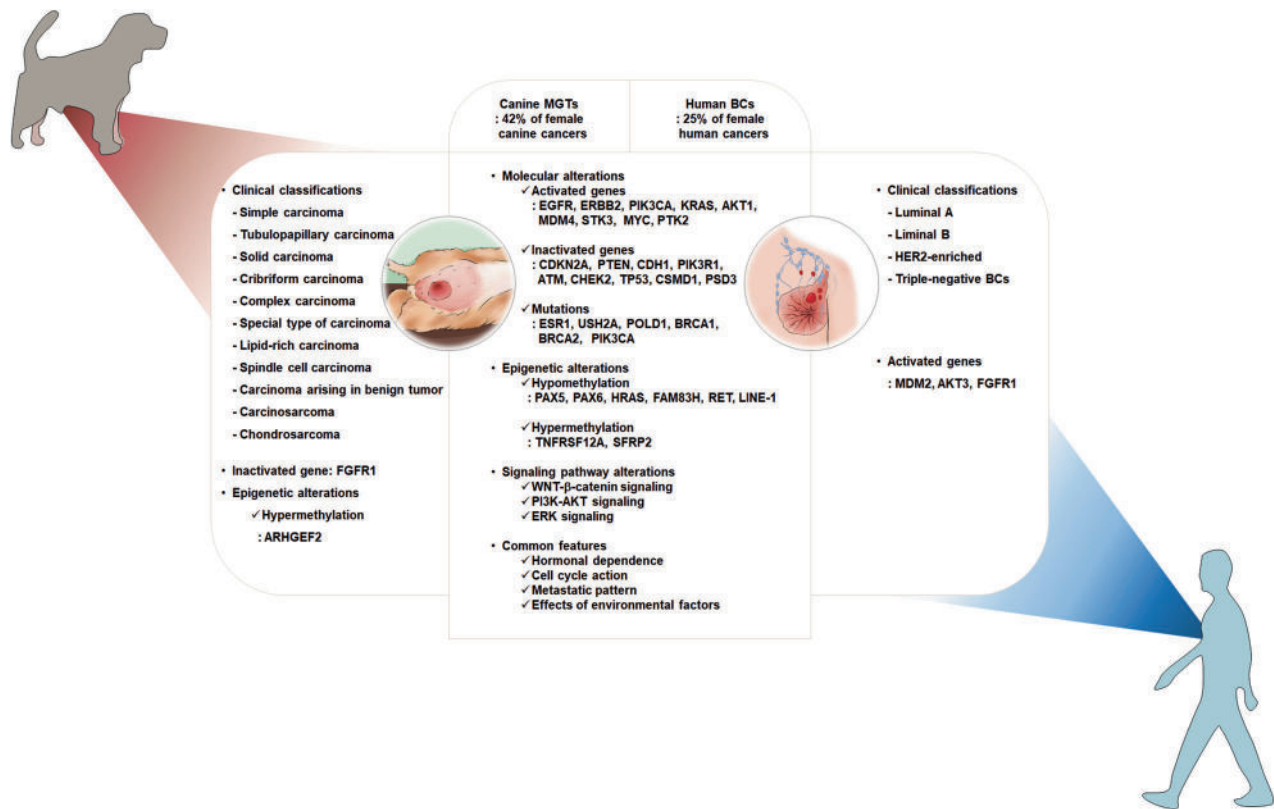 Canine MGTs
: 42% of female
canine cancers
Human BCs
: 25% of female
human cancers
• Clinical classifications
- Simple carcinoma
- Tubulopapillary carcinoma
- Solid carcinoma
- Cribriform carcinoma
- Complex carcinoma
- Special type of carcinoma
- Lipid-rich carcinoma
- Spindle cell carcinoma
- Carcinoma arising in benign tumor
- Carcinosarcoma
- Chondrosarcoma
• Inactivated gene: FGFR1
• Epigenetic alterations
✓Hypermethylation
: ARHGEF2
• Molecular alterations
✓Activated genes
: EGFR, ERBB2, PIK3CA, KRAS, AKT1,
MDM4, STK3, MYC, PTK2
✓Inactivated genes
: CDKN2A, PTEN, CDH1, PIK3R1,
ATM, CHEK2, TP53, CSMD1, PSD3
✓Mutations
: ESR1, USH2A, POLD1, BRCA1,
BRCA2, PIK3CA
• Epigenetic alterations
✓Hypomethylation
: PAX5, PAX6, HRAS, FAM83H, RET, LINE-1
✓Hypermethylation
: TNFRSF12A, SFRP2
• Signaling pathway alterations
✓WNT-β-catenin signaling
✓PI3K-AKT signaling
✓ERK signaling
• Common features
✓Hormonal dependence
✓Cell cycle action
✓Metastatic pattern
✓Effects of environmental factors
• Clinical classifications
- Luminal A
- Liminal B
- HER2-enriched
- Triple-negative BCs
• Activated genes
: MDM2, AKT3, FGFR1